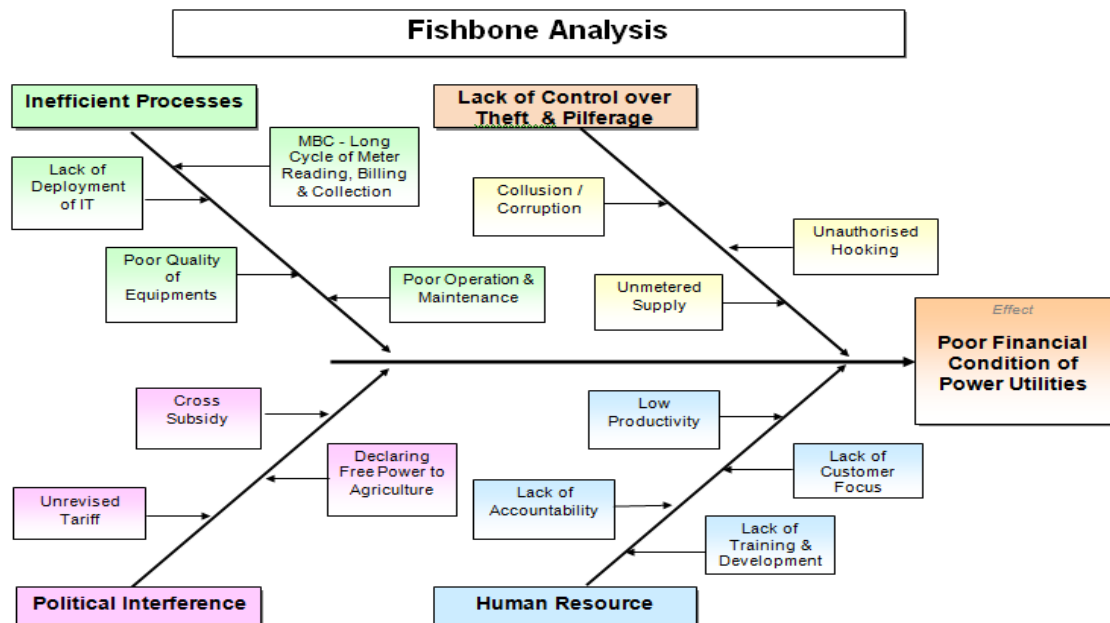 Fishbone Analysis
Inefficient Processes
Lack of Control over
Theft & Pilferage
MBC - Long
Cycle of Meter
Reading, Billing
& Collection
Lack of
Deployment
of IT
Collusion /
Corruption
Unauthorised
Hooking
Poor Quality
of
Equipments
Poor Operation &
Maintenance
Unmetered
Supply
Effect
Poor Financial
Condition of
Power Utilities
Cross
Subsidy
Low
Productivity
Declaring
Free Power to
Agriculture
Lack of
Customer
Focus
Unrevised
Tariff
Lack of
Accountability
Lack of
Training &
Development
Political Interference
Human Resource